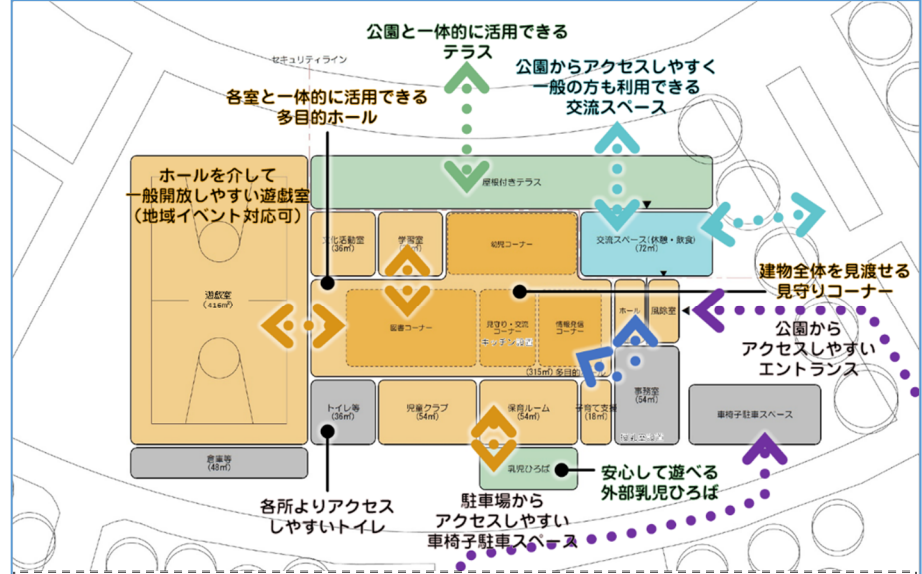 公園と一体的に活用できる
テラス
セキュリティライン
公園からアクセスしやすく
一般の方も利用できる
交流スペース
各室と一体的に活用できる
多目的ホール
ホールを介して
一般開放しやすい遊戯室
（地域イベント対応可）
屋根付きテラス
文化活動室
(36㎡)
学習室
幼児コーナー
交流スペース(休憩・飲食)
(72㎡)
建物全体を見渡せる
見守りコーナー
遊戯室
(416㎡)
図書コーナー
見守り・交流
コーナー
キッチン設置
情報発信
コーナー
ホール
風除室
公園から
アクセスしやすい
エントランス
(315㎡)
多目的
トイレ等
(36㎡)
児童クラブ
(54㎡)
保育ルーム
(54㎡)
子育て支援
(18㎡)
事務室
(54㎡)
車椅子駐車スペース
倉庫等
(48㎡)
乳児ひろば
安心して遊べる
外部乳児ひろば
各所よりアクセス
しやすいトイレ
駐車場から
アクセスしやすい
車椅子駐車スペース